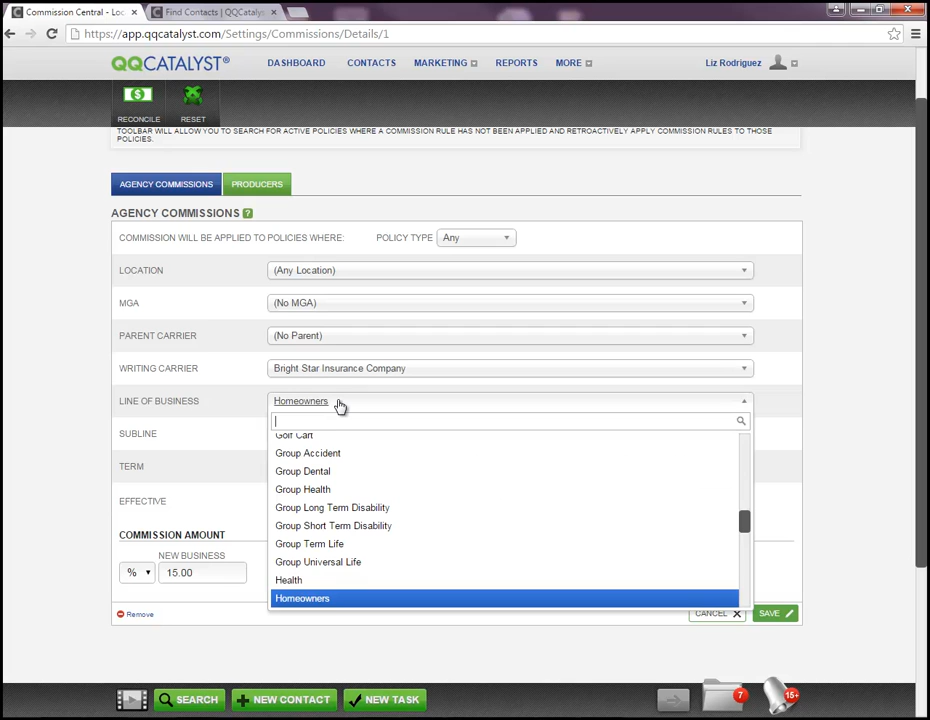 Commission Central - Loc
Find Contacts | QQCatalyst
https://app.qqcatalyst.com/Settings/Commissions/Details/1
QQCATALYST®
DASHBOARD
CONTACTS
MARKETING
REPORTS
MORE
Liz Rodriguez
RECONCILE
RESET
TOOLBAR WILL ALLOW YOU TO SEARCH FOR ACTIVE POLICIES WHERE A COMMISSION RULE HAS NOT BEEN APPLIED AND RETROACTIVELY APPLY COMMISSION RULES TO THOSE
POLICIES.
AGENCY COMMISSIONS
PRODUCERS
AGENCY COMMISSIONS ?
COMMISSION WILL BE APPLIED TO POLICIES WHERE: POLICY TYPE Any
LOCATION (Any Location)
MGA (No MGA)
PARENT CARRIER (No Parent)
WRITING CARRIER Bright Star Insurance Company
LINE OF BUSINESS Homeowners
SUBLINE
TERM
EFFECTIVE
Golf Cart
Group Accident
Group Dental
Group Health
Group Long Term Disability
Group Short Term Disability
Group Term Life
Group Universal Life
Health
Homeowners
COMMISSION AMOUNT
NEW BUSINESS
% 15.00
Remove
CANCEL X
SAVE
SEARCH
NEW CONTACT
NEW TASK
7
15+